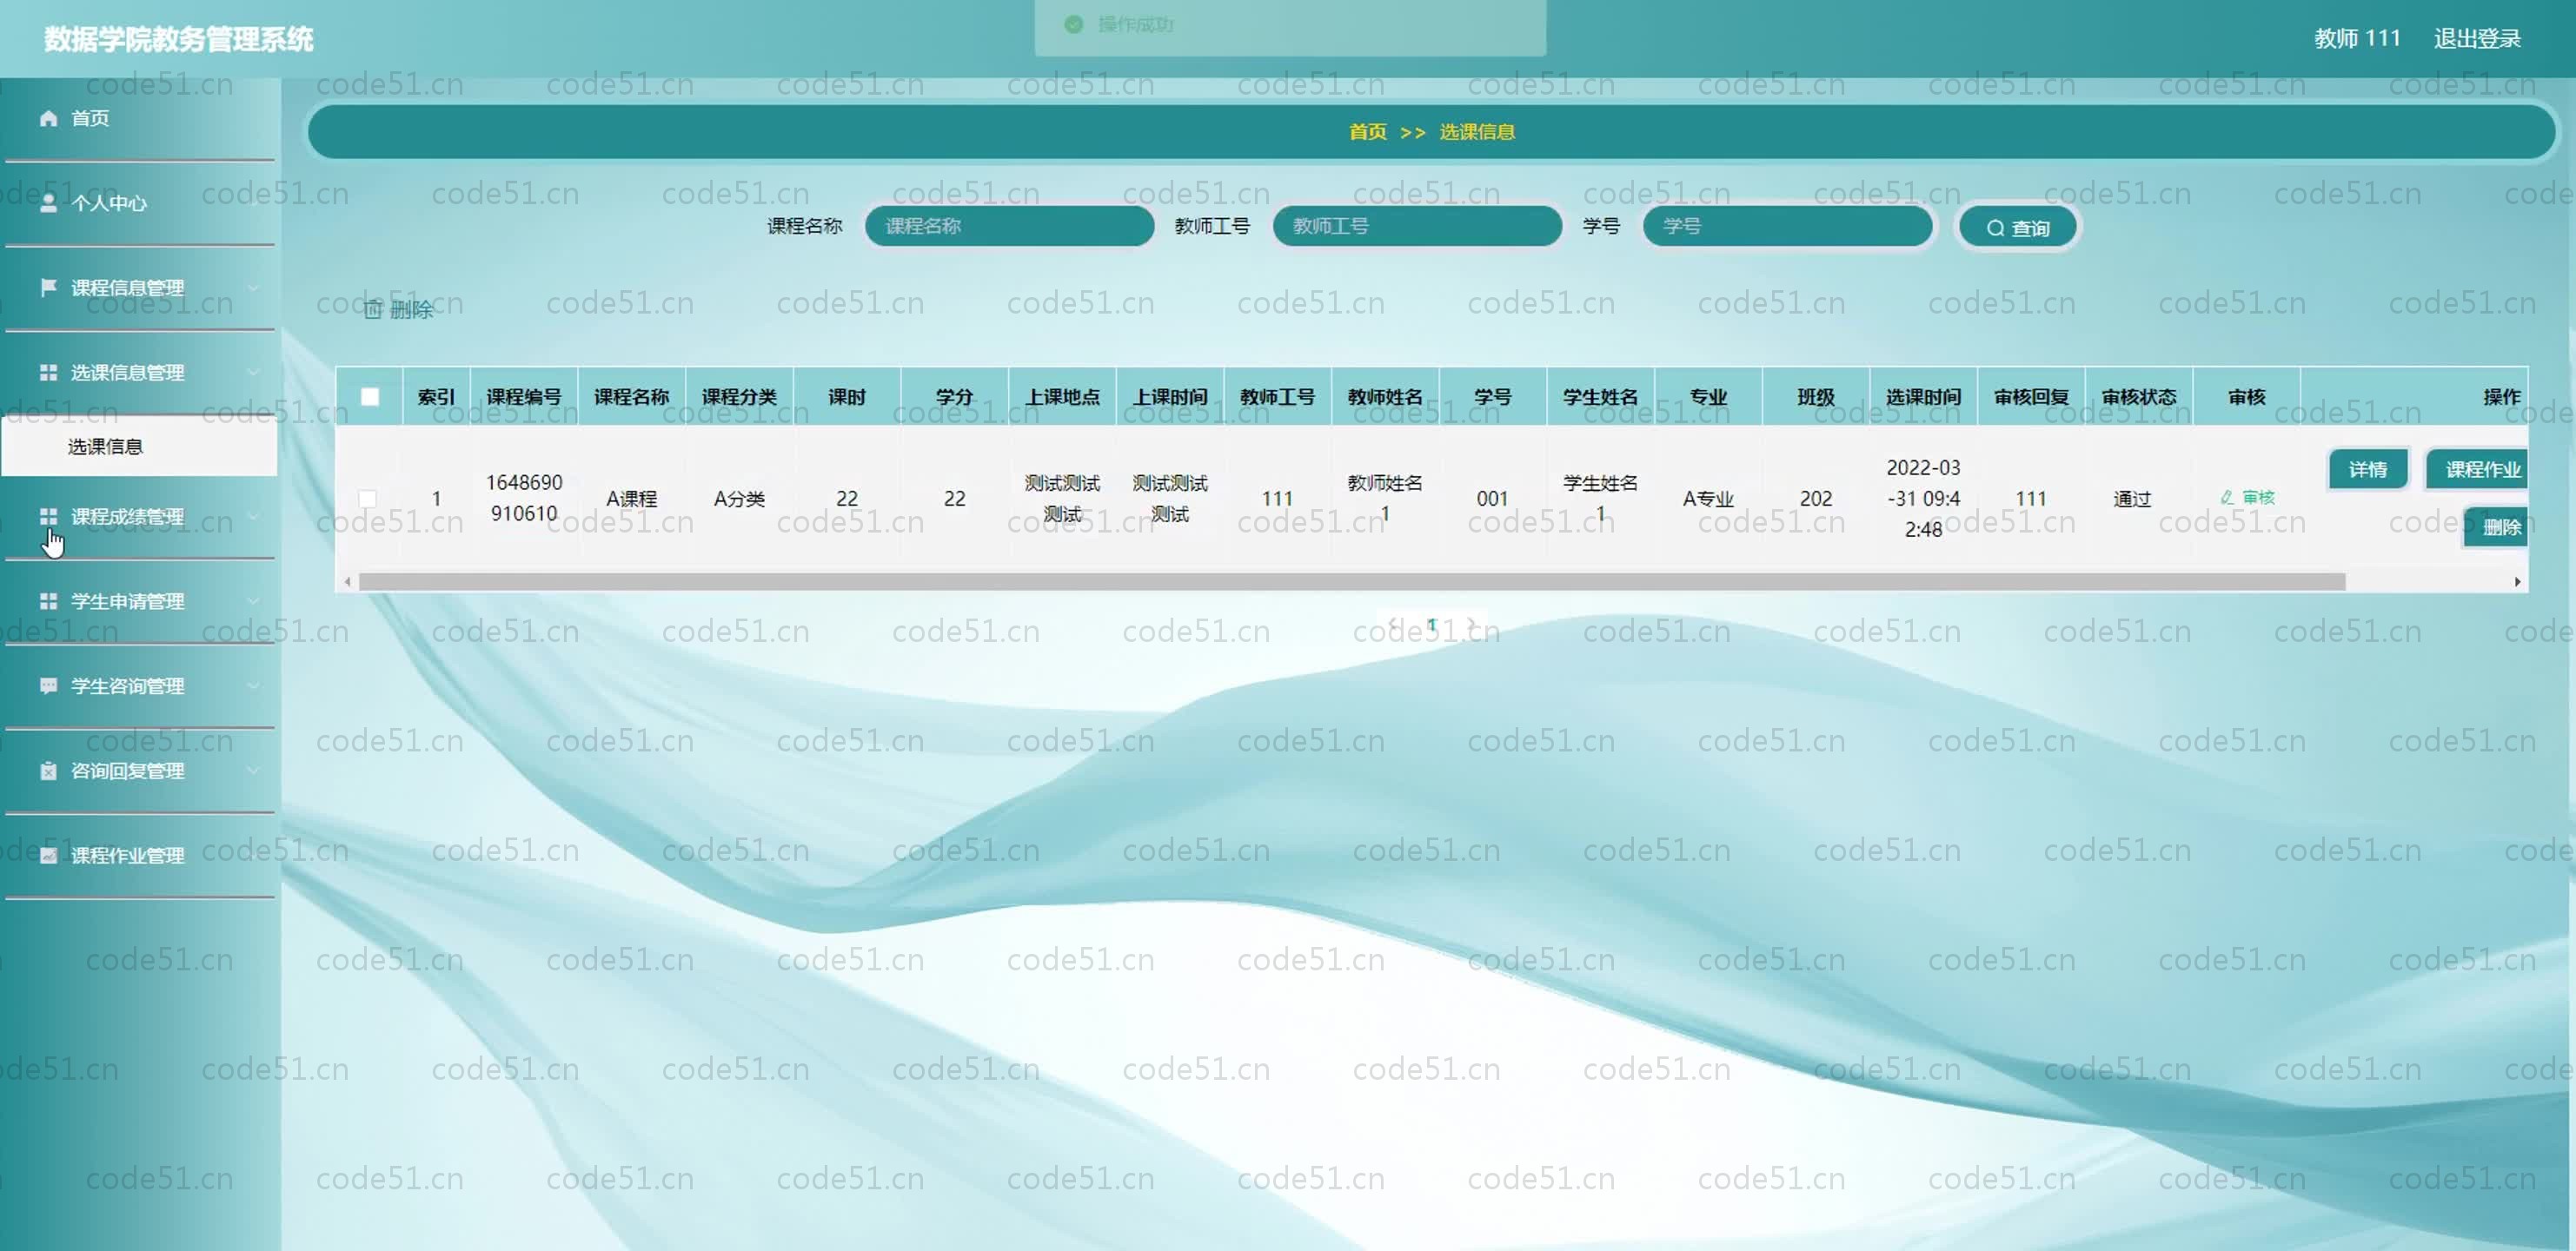 数据学院教务管理系统
操作成功
教师 111 退出登录
首页
个人中心
课程信息管理
选课信息管理
选课信息
课程成绩管理
学生申请管理
学生咨询管理
咨询回复管理
课程作业管理
首页 >> 选课信息
课程名称 课程名称 教师工号 教师工号 学号 学号 查询
删除
索引 课程编号 课程名称 课程分类 课时 学分 上课地点 上课时间 教师工号 教师姓名 学号 学生姓名 专业 班级 选课时间 审核回复 审核状态 审核 操作
1 1648690910610 A课程 A分类 22 22 测试测试测试 测试测试测试 111 教师姓名1 001 学生姓名1 A专业 202 2022-03-31 09:42:48 111 通过 审核 详情 课程作业 删除
1
code51.cn